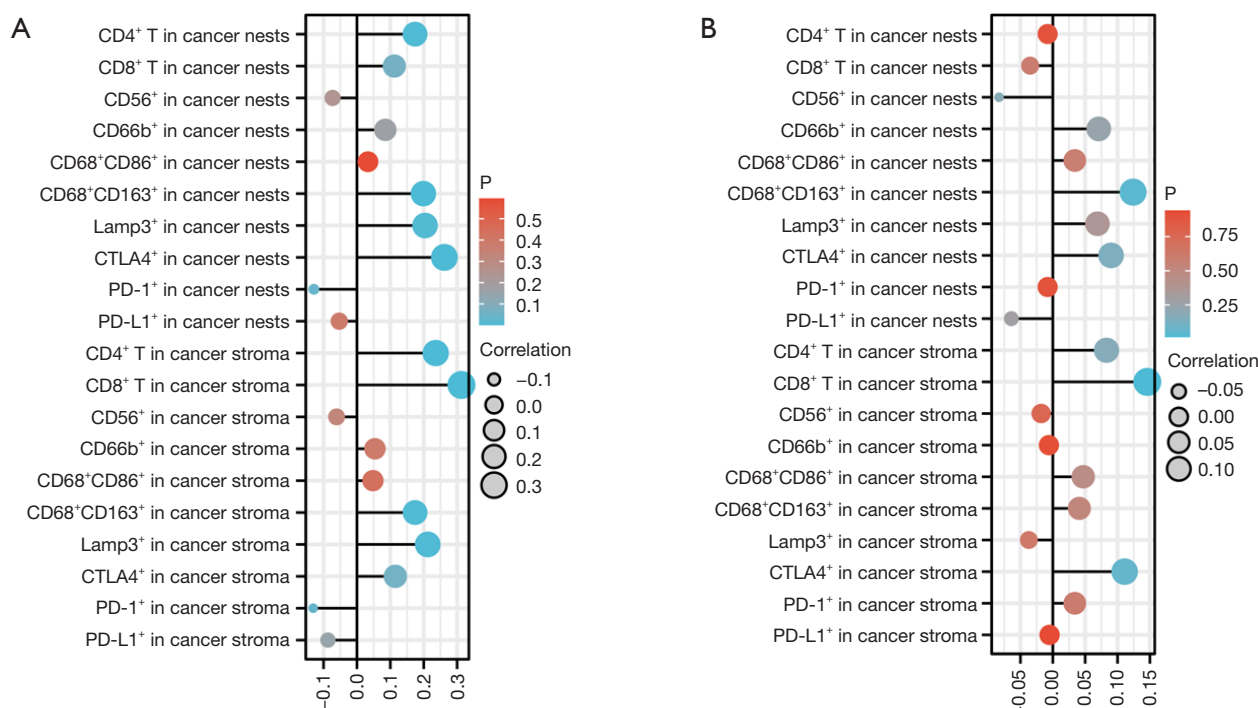 A
CD4⁺ T in cancer nests
CD8⁺ T in cancer nests
CD56⁺ in cancer nests
CD66b⁺ in cancer nests
CD68⁺CD86⁺ in cancer nests
CD68⁺CD163⁺ in cancer nests
Lamp3⁺ in cancer nests
CTLA4⁺ in cancer nests
PD-1⁺ in cancer nests
PD-L1⁺ in cancer nests
CD4⁺ T in cancer stroma
CD8⁺ T in cancer stroma
CD56⁺ in cancer stroma
CD66b⁺ in cancer stroma
CD68⁺CD86⁺ in cancer stroma
CD68⁺CD163⁺ in cancer stroma
Lamp3⁺ in cancer stroma
CTLA4⁺ in cancer stroma
PD-1⁺ in cancer stroma
PD-L1⁺ in cancer stroma
-0.1
0.0
0.1
0.2
0.3
P
0.5
0.4
0.3
0.2
0.1
Correlation
−0.1
0.0
0.1
0.2
0.3
B
CD4⁺ T in cancer nests
CD8⁺ T in cancer nests
CD56⁺ in cancer nests
CD66b⁺ in cancer nests
CD68⁺CD86⁺ in cancer nests
CD68⁺CD163⁺ in cancer nests
Lamp3⁺ in cancer nests
CTLA4⁺ in cancer nests
PD-1⁺ in cancer nests
PD-L1⁺ in cancer nests
CD4⁺ T in cancer stroma
CD8⁺ T in cancer stroma
CD56⁺ in cancer stroma
CD66b⁺ in cancer stroma
CD68⁺CD86⁺ in cancer stroma
CD68⁺CD163⁺ in cancer stroma
Lamp3⁺ in cancer stroma
CTLA4⁺ in cancer stroma
PD-1⁺ in cancer stroma
PD-L1⁺ in cancer stroma
-0.05
0.00
0.05
0.10
0.15
P
0.75
0.50
0.25
Correlation
−0.05
0.00
0.05
0.10